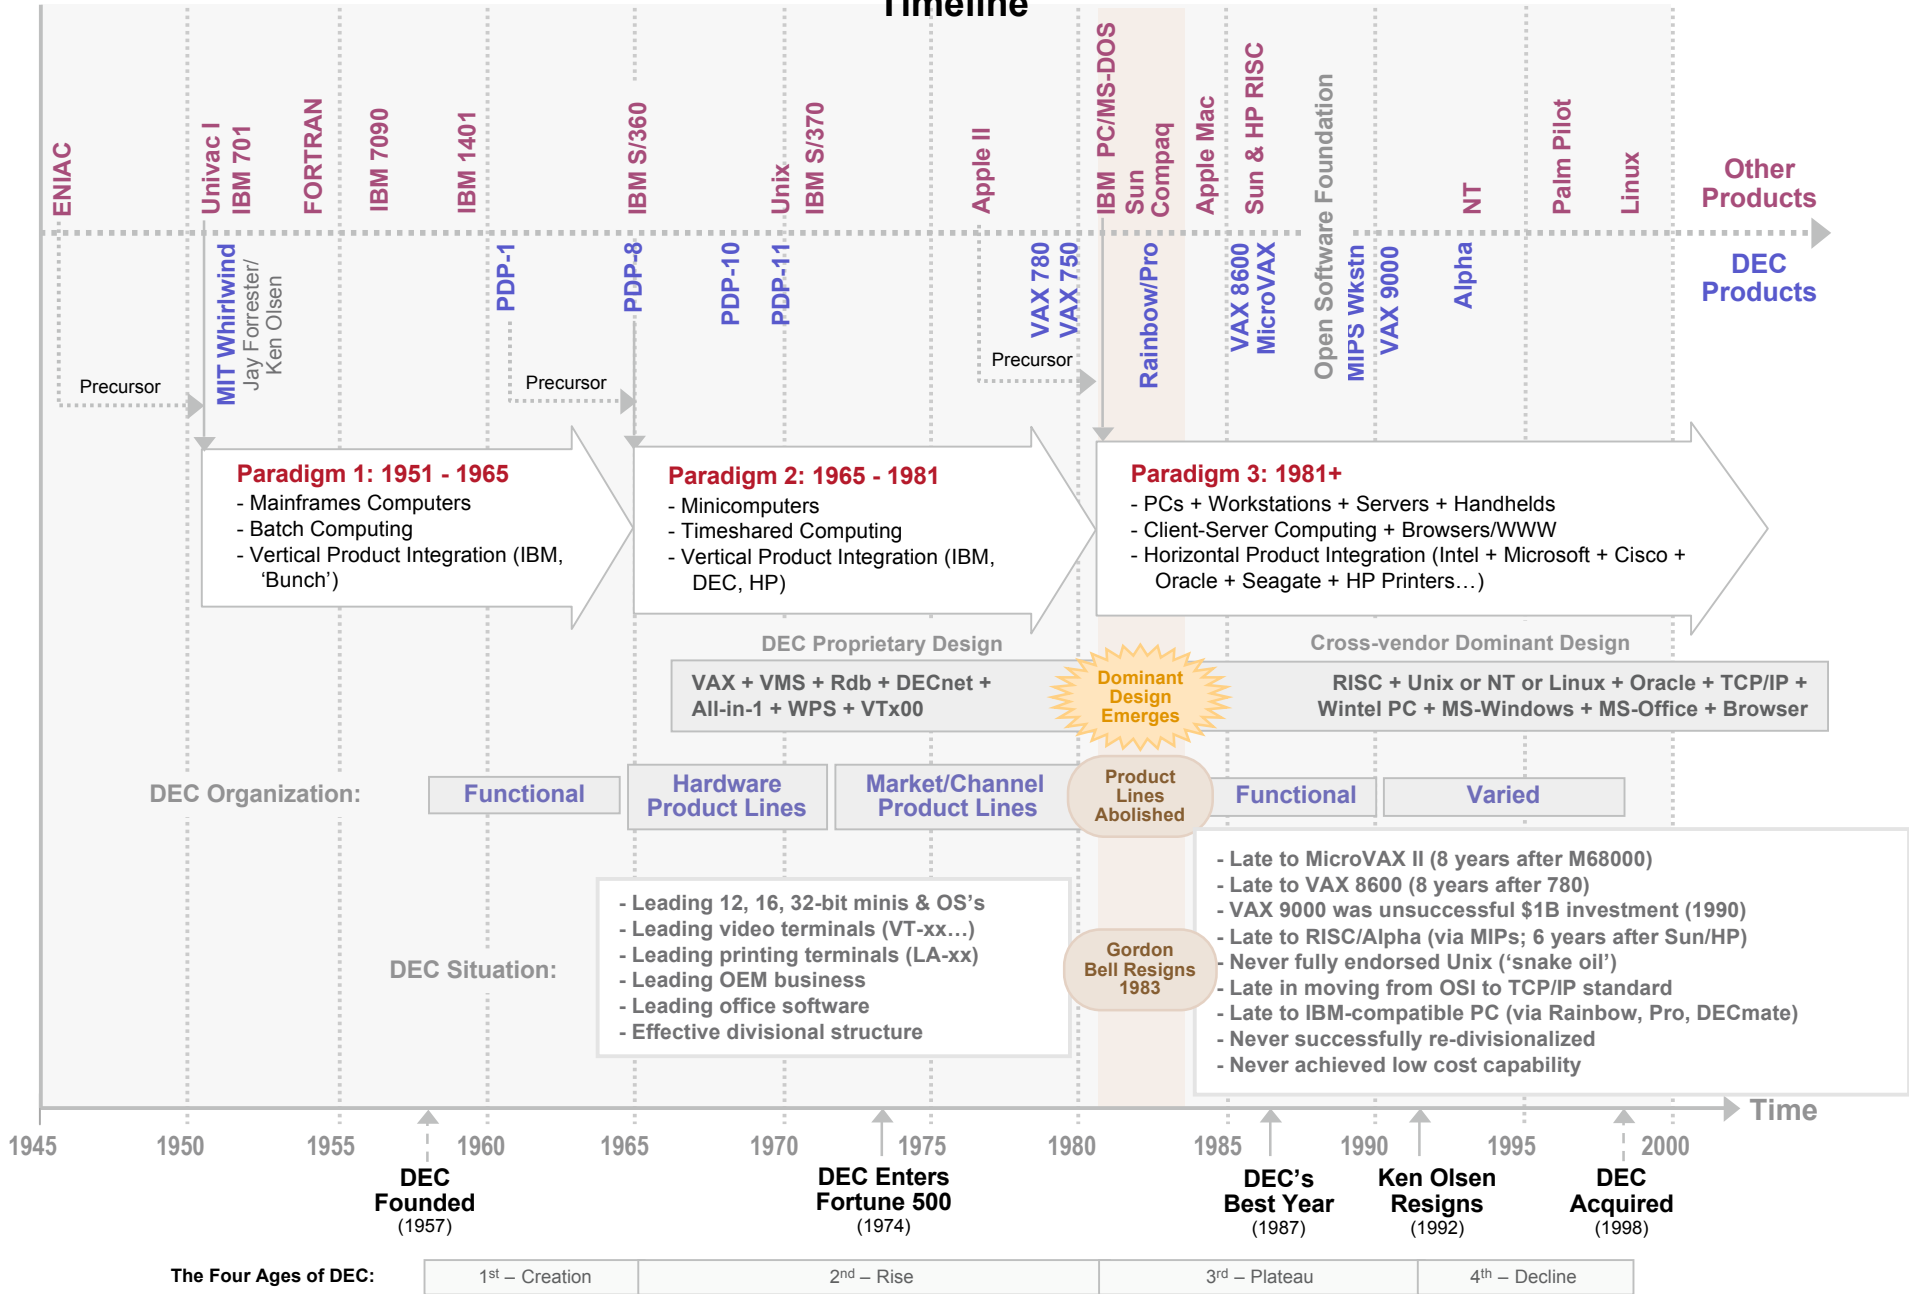 Timeline
ENIAC
Univac I
IBM 701
FORTRAN
IBM 7090
IBM 1401
IBM S/360
Unix
IBM S/370
Apple II
IBM PC/MS-DOS
Sun
Compaq
Apple Mac
Sun & HP RISC
Open Software Foundation
NT
Palm Pilot
Linux
Other
Products
DEC
Products
MIT Whirlwind
Jay Forrester/
Ken Olsen
PDP-1
PDP-8
PDP-10
PDP-11
VAX 780
VAX 750
Rainbow/Pro
VAX 8600
MicroVAX
MIPS Wkstn
VAX 9000
Alpha
Precursor
Precursor
Precursor
Paradigm 1: 1951 - 1965
- Mainframes Computers
- Batch Computing
- Vertical Product Integration (IBM,
‘Bunch’)
Paradigm 2: 1965 - 1981
- Minicomputers
- Timeshared Computing
- Vertical Product Integration (IBM,
DEC, HP)
Paradigm 3: 1981+
- PCs + Workstations + Servers + Handhelds
- Client-Server Computing + Browsers/WWW
- Horizontal Product Integration (Intel + Microsoft + Cisco +
Oracle + Seagate + HP Printers…)
DEC Proprietary Design
VAX + VMS + Rdb + DECnet +
All-in-1 + WPS + VTx00
Dominant
Design
Emerges
Cross-vendor Dominant Design
RISC + Unix or NT or Linux + Oracle + TCP/IP +
Wintel PC + MS-Windows + MS-Office + Browser
DEC Organization:
Functional
Hardware
Product Lines
Market/Channel
Product Lines
Product
Lines
Abolished
Functional
Varied
DEC Situation:
- Leading 12, 16, 32-bit minis & OS's
- Leading video terminals (VT-xx…)
- Leading printing terminals (LA-xx)
- Leading OEM business
- Leading office software
- Effective divisional structure
Gordon
Bell Resigns
1983
- Late to MicroVAX II (8 years after M68000)
- Late to VAX 8600 (8 years after 780)
- VAX 9000 was unsuccessful $1B investment (1990)
- Late to RISC/Alpha (via MIPs; 6 years after Sun/HP)
- Never fully endorsed Unix (‘snake oil’)
- Late in moving from OSI to TCP/IP standard
- Late to IBM-compatible PC (via Rainbow, Pro, DECmate)
- Never successfully re-divisionalized
- Never achieved low cost capability
Time
1945 1950 1955 1960 1965 1970 1975 1980 1985 1990 1995 2000
DEC
Founded
(1957)
DEC Enters
Fortune 500
(1974)
DEC’s
Best Year
(1987)
Ken Olsen
Resigns
(1992)
DEC
Acquired
(1998)
The Four Ages of DEC:
1st – Creation
2nd – Rise
3rd – Plateau
4th – Decline